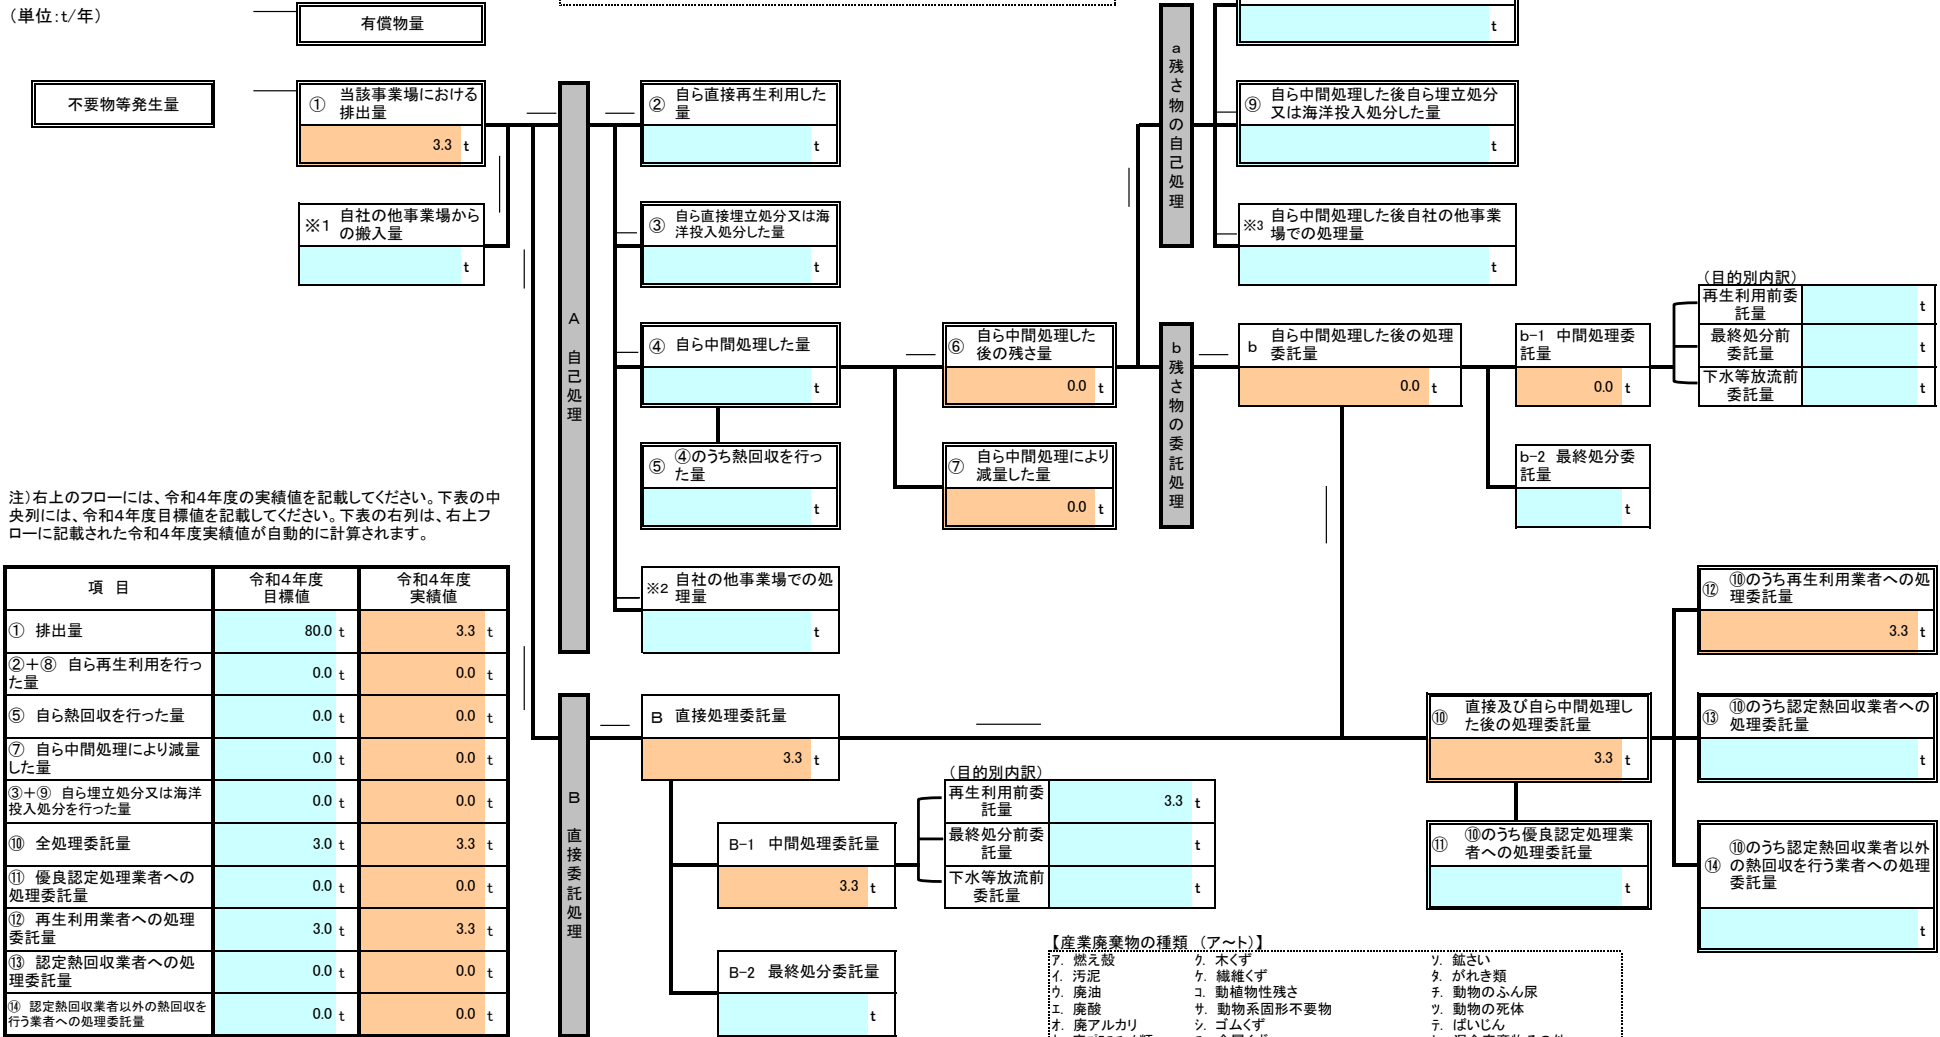 (単位:t/年)
有償物量
t
不要物等発生量
① 当該事業場における
排出量
3.3 t
※1 自社の他事業場から
の搬入量
t
A 自己処理
② 自ら直接再生利用した
量
t
③ 自ら直接埋立処分又は海
洋投入処分した量
t
④ 自ら中間処理した量
t
⑤ ④のうち熱回収を行っ
た量
t
※2 自社の他事業場での処
理量
t
⑥ 自ら中間処理した
後の残さ量
0.0 t
⑦ 自ら中間処理により
減量した量
0.0 t
a 残さ物の自己処理
⑨ 自ら中間処理した後自ら埋立処分
又は海洋投入処分した量
t
※3 自ら中間処理した後自社の他事業
場での処理量
t
b 残さ物の委託処理
b 自ら中間処理した後の処理
委託量
0.0 t
b-1 中間処理委
託量
0.0 t
b-2 最終処分委
託量
t
(目的別内訳)
再生利用前委
託量 t
最終処分前
委託量 t
下水等放流前
委託量 t
注)右上のフローには、令和4年度の実績値を記載してください。下表の中
央列には、令和4年度目標値を記載してください。下表の右列は、右上フ
ローに記載された令和4年度実績値が自動的に計算されます。
項 目 令和4年度
目標値 令和4年度
実績値
① 排出量 80.0 t 3.3 t
②+⑧ 自ら再生利用を行っ
た量 0.0 t 0.0 t
⑤ 自ら熱回収を行った量 0.0 t 0.0 t
⑦ 自ら中間処理により減量
した量 0.0 t 0.0 t
③+⑨ 自ら埋立処分又は海洋
投入処分を行った量 0.0 t 0.0 t
⑩ 全処理委託量 3.0 t 3.3 t
⑪ 優良認定処理業者への
処理委託量 0.0 t 0.0 t
⑫ 再生利用業者への処理
委託量 3.0 t 3.3 t
⑬ 認定熱回収業者への処
理委託量 0.0 t 0.0 t
⑭ 認定熱回収業者以外の熱回収を
行う業者への処理委託量 0.0 t 0.0 t
B 直接委託処理
B 直接処理委託量
3.3 t
B-1 中間処理委託量
3.3 t
B-2 最終処分委託量
t
(目的別内訳)
再生利用前委
託量 3.3 t
最終処分前委
託量 t
下水等放流前
委託量 t
⑩ 直接及び自ら中間処理し
た後の処理委託量
3.3 t
⑪ ⑩のうち優良認定処理業
者への処理委託量
t
⑫ ⑩のうち再生利用業者への処
理委託量
3.3 t
⑬ ⑩のうち認定熱回収業者への
処理委託量
t
⑭ ⑩のうち認定熱回収業者以外
の熱回収を行う業者への処理
委託量
t
【産業廃棄物の種類 (ア~ト)】
ア. 燃え殻 ク. 木くず ソ. 鉱さい
イ. 汚泥 ケ. 繊維くず タ. がれき類
ウ. 廃油 コ. 動植物性残さ チ. 動物のふん尿
エ. 廃酸 サ. 動物系固形不要物 ツ. 動物の死体
オ. 廃アルカリ シ. ゴムくず テ. ばいじん